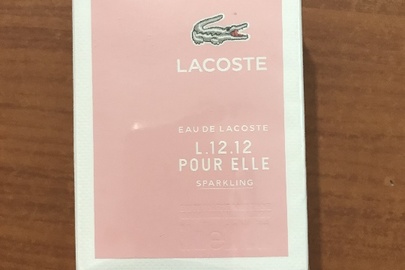 LACOSTE
EAU DE LACOSTE
L.12.12
POUR ELLE
SPARKLING